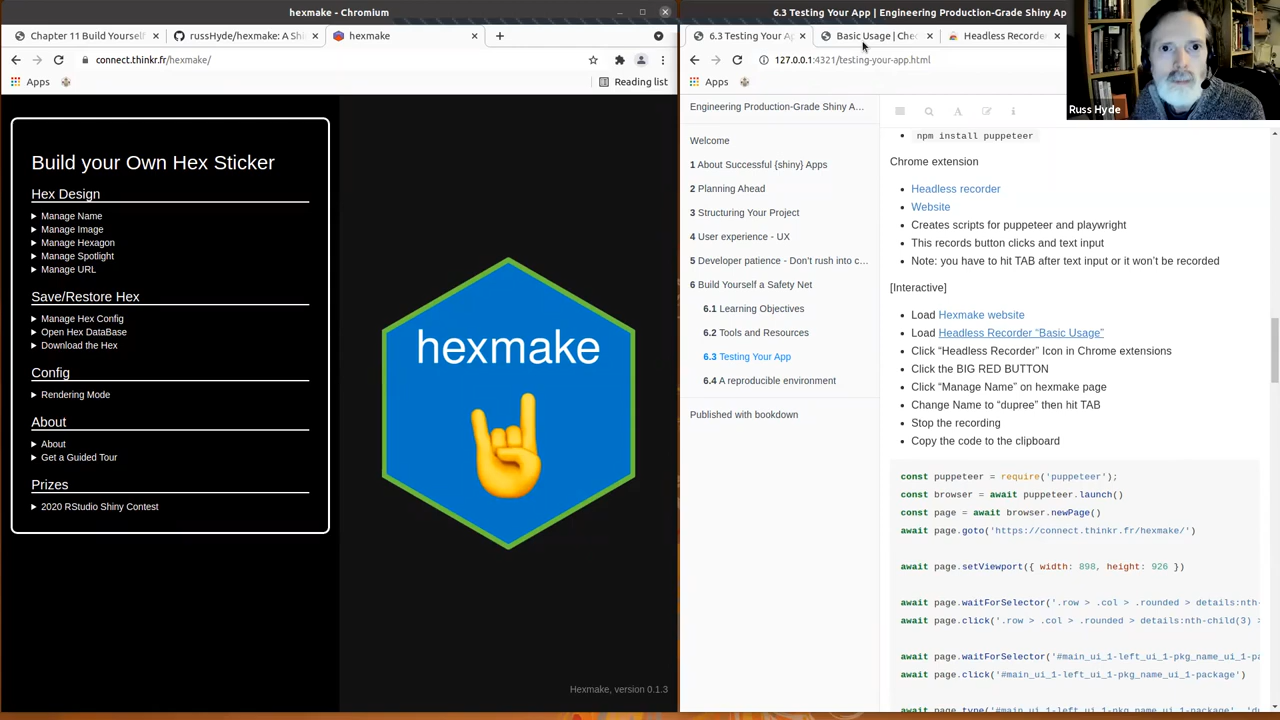 hexmake - Chromium
Chapter 11 Build Yourself
russHyde/hexmake: A Shi
hexmake
connect.thinkr.fr/hexmake/
Apps
Reading list
Build your Own Hex Sticker
Hex Design
Manage Name
Manage Image
Manage Hexagon
Manage Spotlight
Manage URL
Save/Restore Hex
Manage Hex Config
Open Hex DataBase
Download the Hex
Config
Rendering Mode
About
About
Get a Guided Tour
Prizes
2020 RStudio Shiny Contest
hexmake
Hexmake, version 0.1.3
6.3 Testing Your App | Engineering Production-Grade Shiny Ap
6.3 Testing Your Ap
Basic Usage | Chec
Headless Recorder
127.0.0.1:4321/testing-your-app.html
Apps
Russ Hyde
Engineering Production-Grade Shiny A…
Welcome
1 About Successful {shiny} Apps
2 Planning Ahead
3 Structuring Your Project
4 User experience - UX
5 Developer patience - Don't rush into c…
6 Build Yourself a Safety Net
6.1 Learning Objectives
6.2 Tools and Resources
6.3 Testing Your App
6.4 A reproducible environment
Published with bookdown
npm install puppeteer
Chrome extension
Headless recorder
Website
Creates scripts for puppeteer and playwright
This records button clicks and text input
Note: you have to hit TAB after text input or it won't be recorded
[Interactive]
Load Hexmake website
Load Headless Recorder “Basic Usage”
Click “Headless Recorder” Icon in Chrome extensions
Click the BIG RED BUTTON
Click “Manage Name” on hexmake page
Change Name to “dupree” then hit TAB
Stop the recording
Copy the code to the clipboard
const puppeteer = require('puppeteer');
const browser = await puppeteer.launch()
const page = await browser.newPage()
await page.goto('https://connect.thinkr.fr/hexmake/')
await page.setViewport({ width: 898, height: 926 })
await page.waitForSelector('.row > .col > .rounded > details:nth-
await page.click('.row > .col > .rounded > details:nth-child(3) >
await page.waitForSelector('#main_ui_1-left_ui_1-pkg_name_ui_1-pa
await page.click('#main_ui_1-left_ui_1-pkg_name_ui_1-package')
await page.type('#main_ui_1-left_ui_1-pkg_name_ui_1-package', 'du